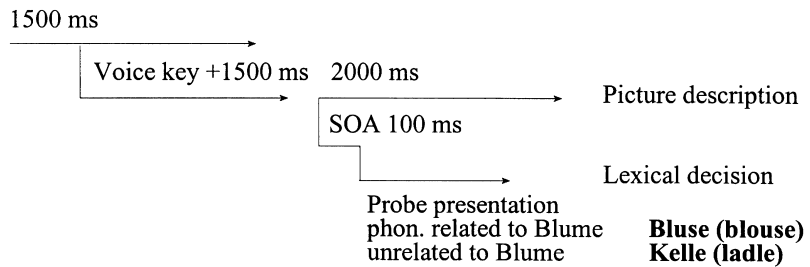 1500 ms
Voice key +1500 ms 2000 ms
Picture description
SOA 100 ms
Lexical decision
Probe presentation
phon. related to Blume Bluse (blouse)
unrelated to Blume Kelle (ladle)